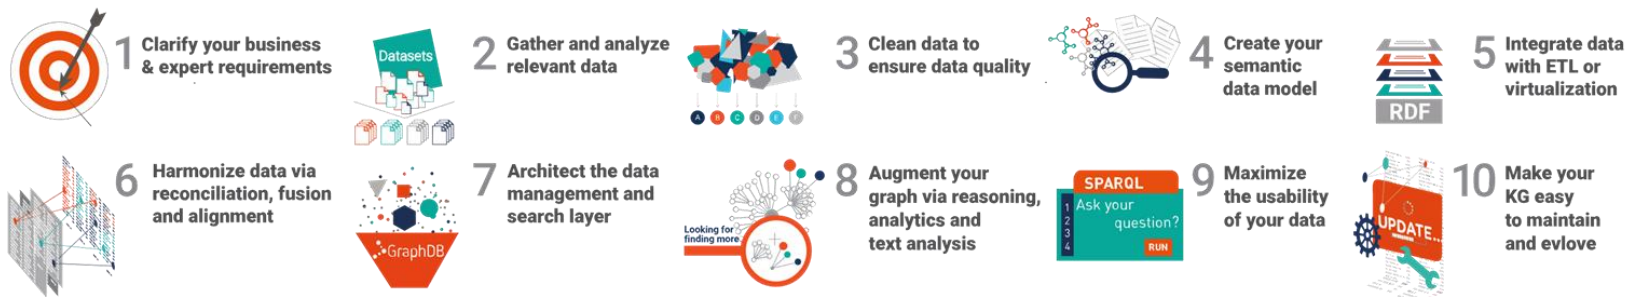 1 Clarify your business
& expert requirements
Datasets
2 Gather and analyze
relevant data
A B C D E F
3 Clean data to
ensure data quality
4 Create your
semantic
data model
RDF
5 Integrate data
with ETL or
virtualization
6 Harmonize data via
reconciliation, fusion
and alignment
GraphDB
7 Architect the data
management and
search layer
Looking for
finding more
8 Augment your
graph via reasoning,
analytics and
text analysis
SPARQL
1 Ask your
2 question?
3
4 RUN
9 Maximize
the usability
of your data
UPDATE...
10 Make your
KG easy
to maintain
and evlove